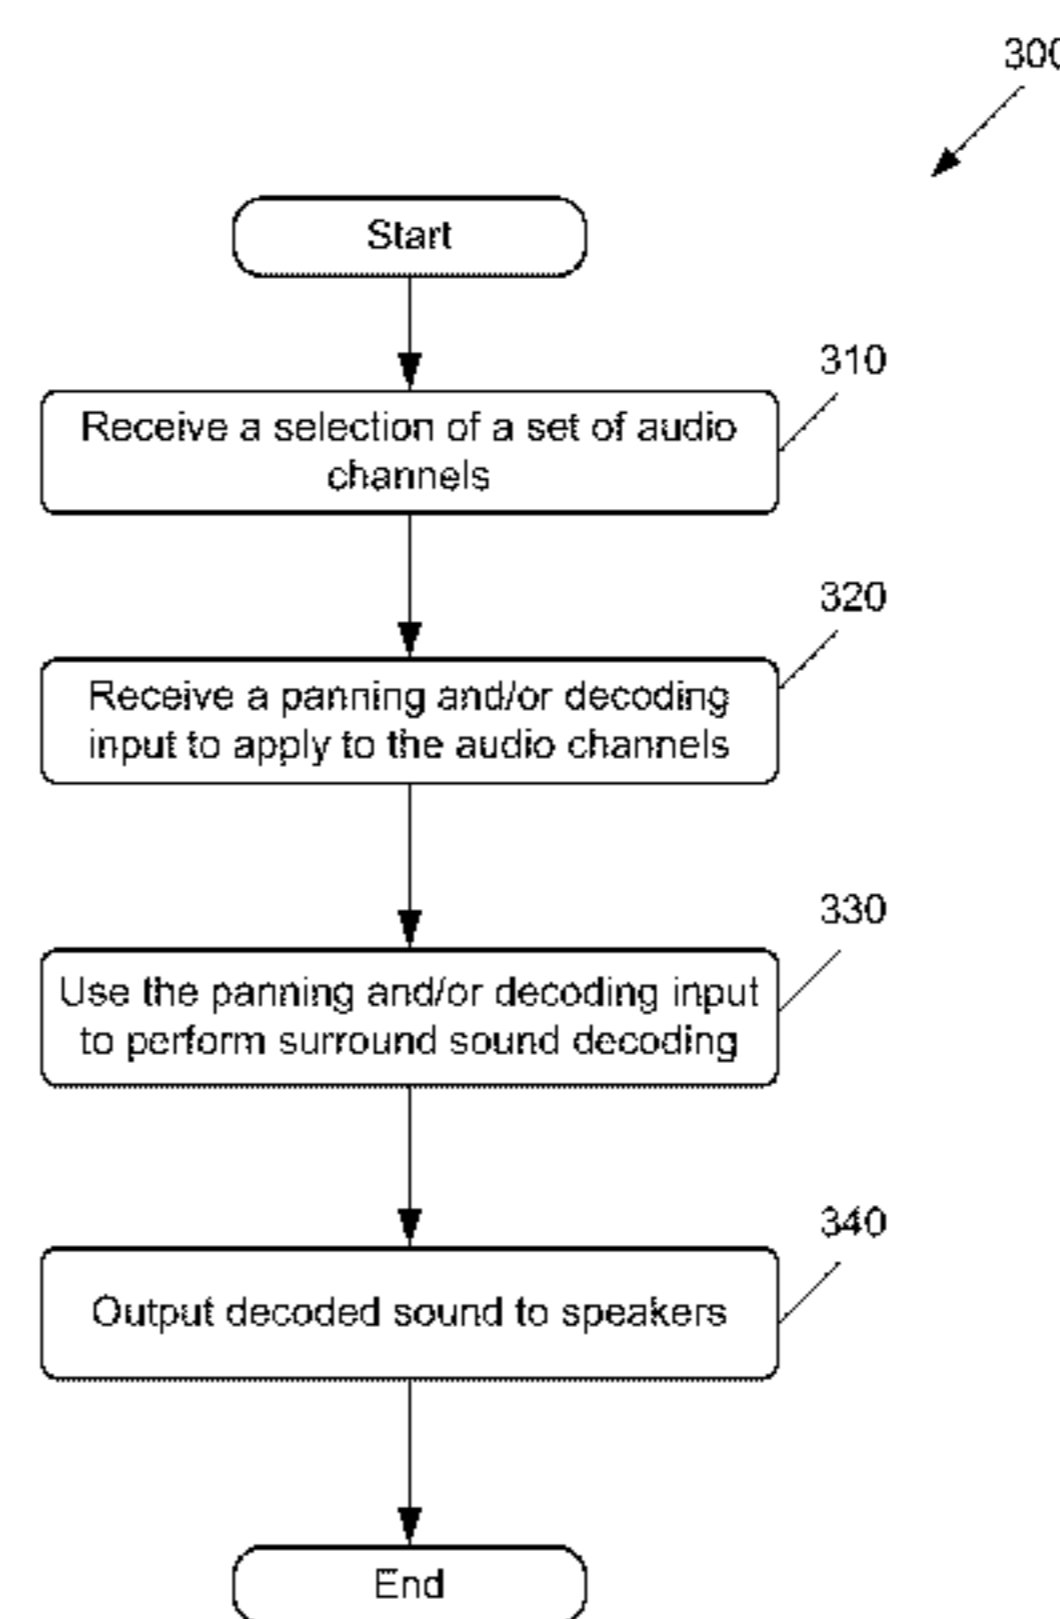 300
Start
310
Receive a selection of a set of audio
channels
320
Receive a panning and/or decoding
input to apply to the audio channels
330
Use the panning and/or decoding input
to perform surround sound decoding
340
Output decoded sound to speakers
End